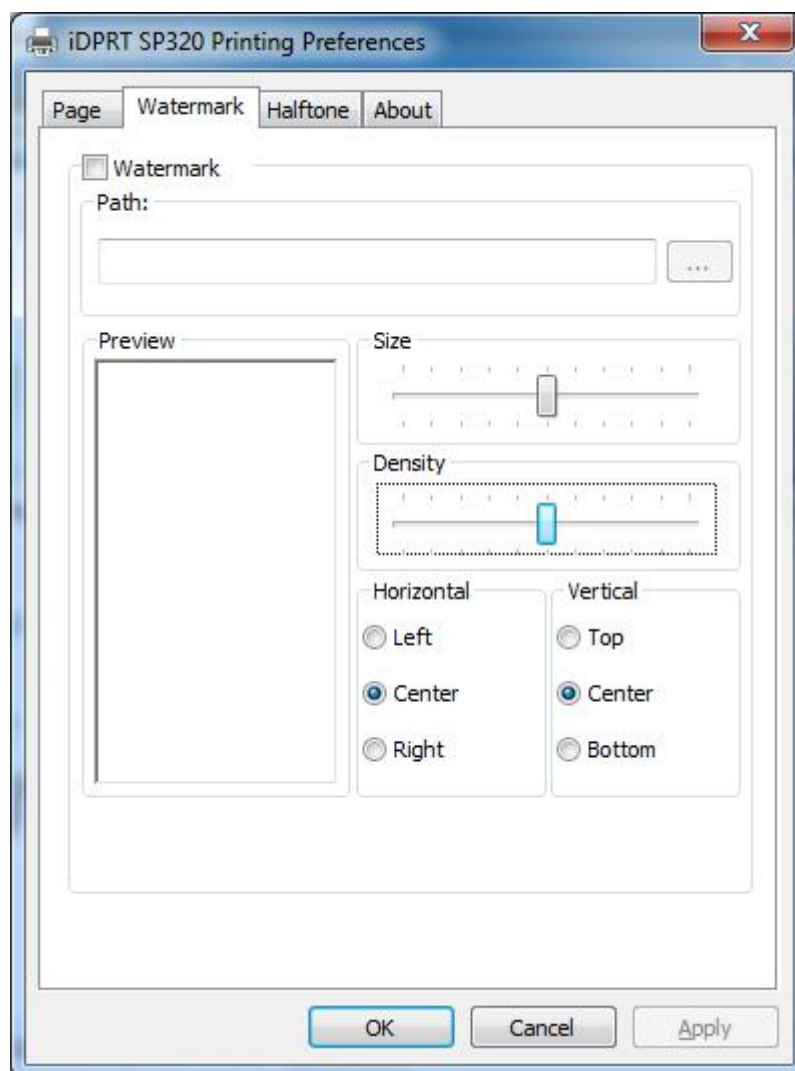 iDPRT SP320 Printing Preferences
Page Watermark Halftone About
Watermark
Path:
...
Preview
Size
Density
Horizontal
Left
Center
Right
Vertical
Top
Center
Bottom
OK Cancel Apply